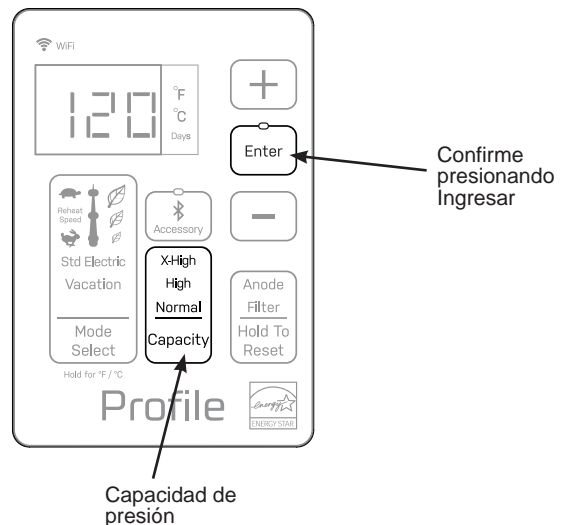 WiFi
120
°F
°C
Days
Enter
Confirme
presionando
Ingresar
Reheat
Speed
Std Electric
Vacation
Mode
Select
Hold for °F / °C
Accessory
X-High
High
Normal
Capacity
Anode
Filter
Hold To
Reset
Profile
energy
ENERGY STAR
Capacidad de
presión